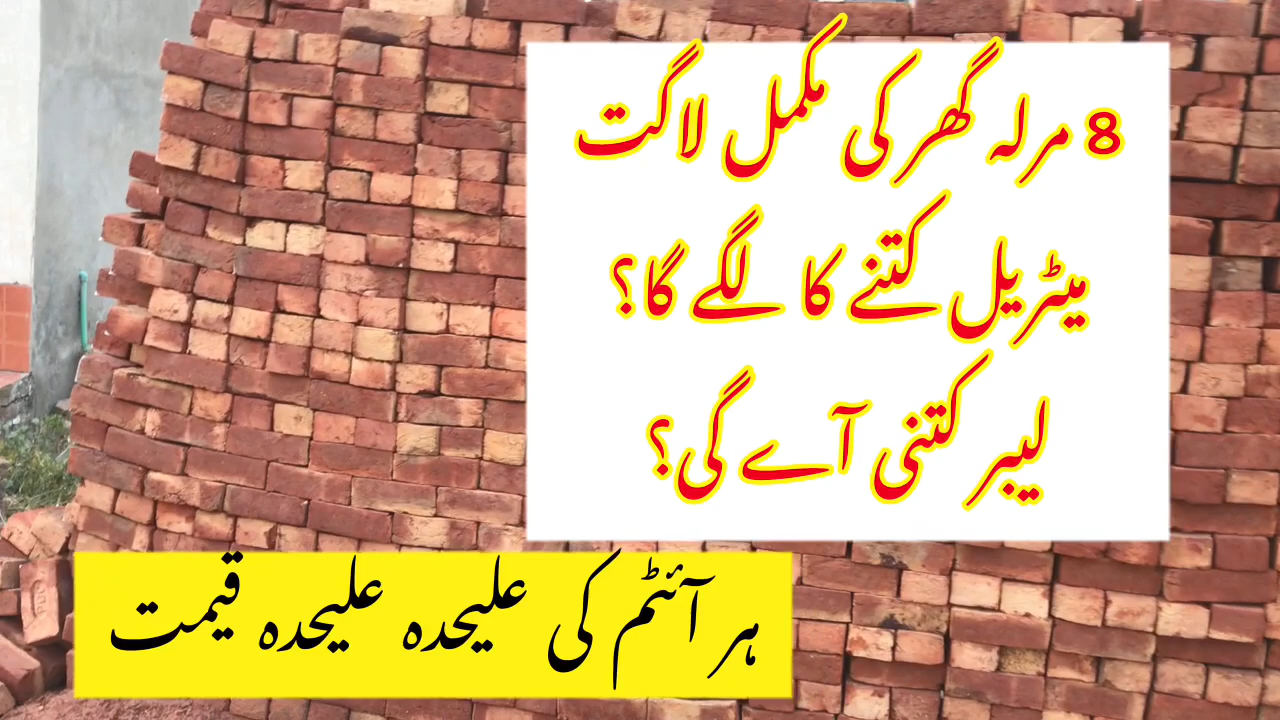 8 مرلہ گھر کی مکمل لاگت
میٹریل کتنے کا لگے گا؟
لیبر کتنی آے گی؟
ہر آئٹم کی علیحدہ علیحدہ قیمت